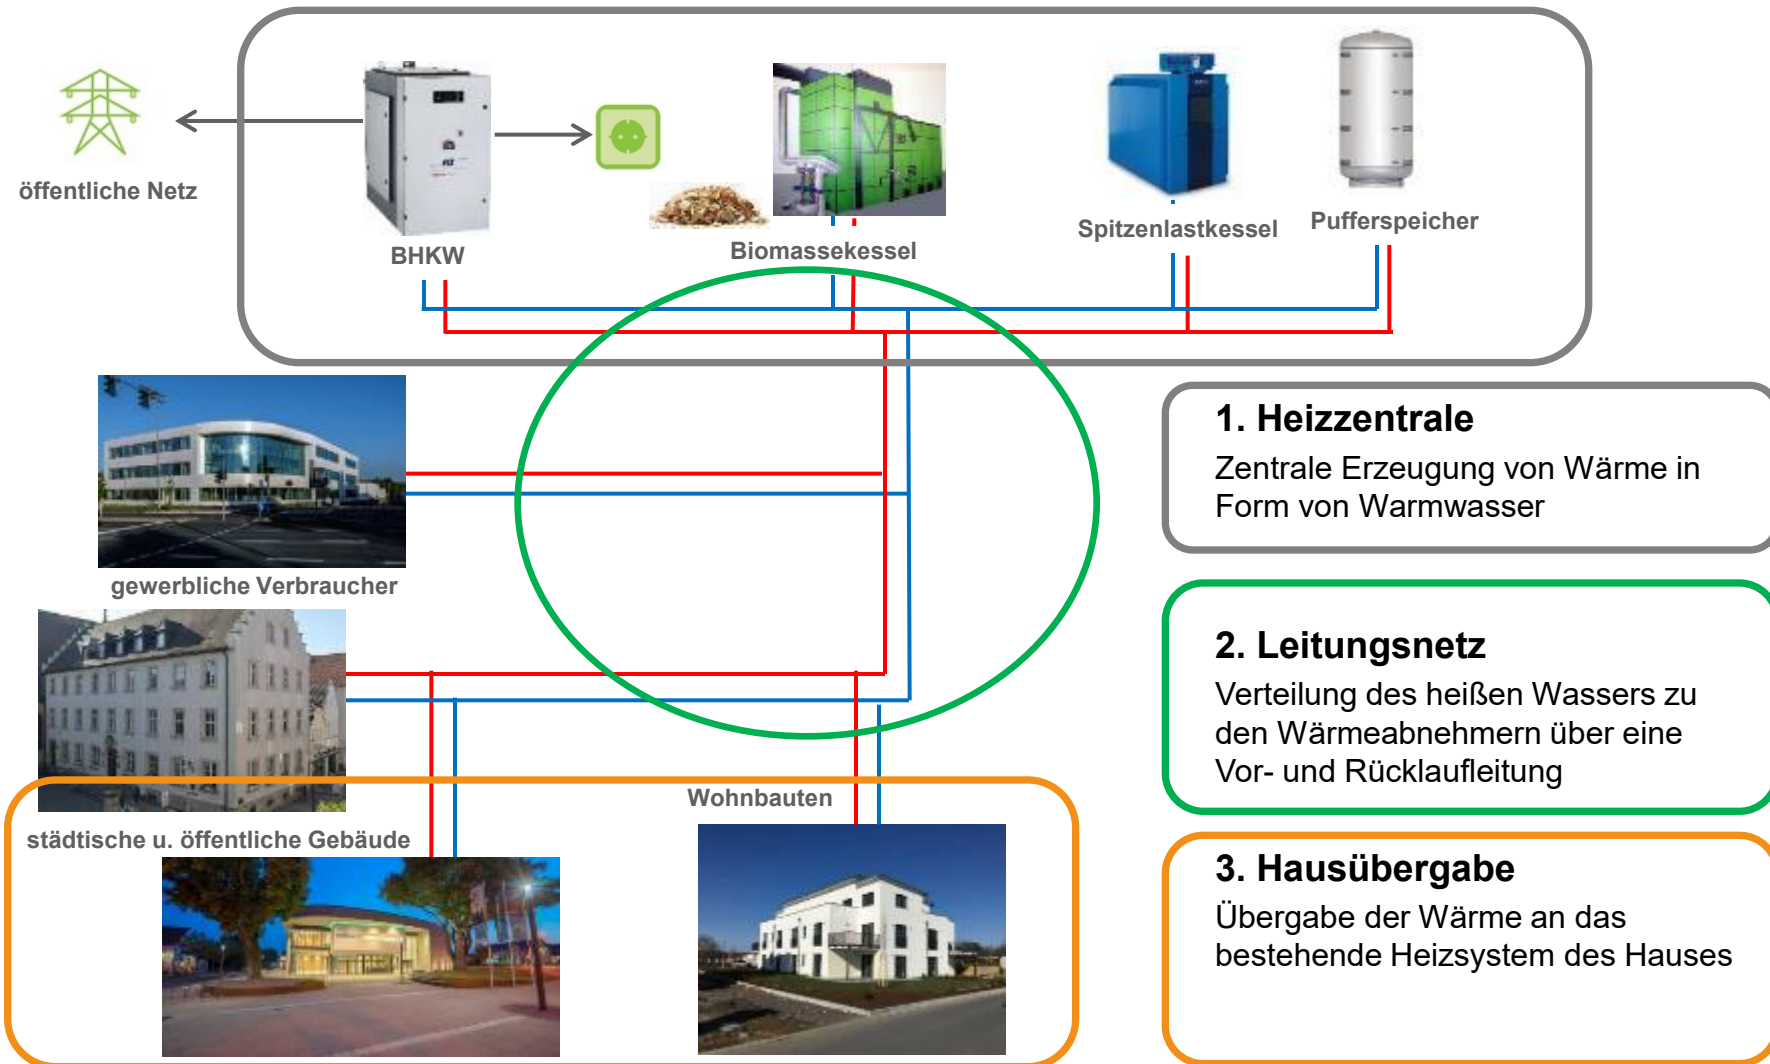 öffentliche Netz
BHKW
Biomassekessel
Spitzenlastkessel
Pufferspeicher
gewerbliche Verbraucher
städtische u. öffentliche Gebäude
Wohnbauten
1. Heizzentrale
Zentrale Erzeugung von Wärme in
Form von Warmwasser
2. Leitungsnetz
Verteilung des heißen Wassers zu
den Wärmeabnehmern über eine
Vor- und Rücklaufleitung
3. Hausübergabe
Übergabe der Wärme an das
bestehende Heizsystem des Hauses